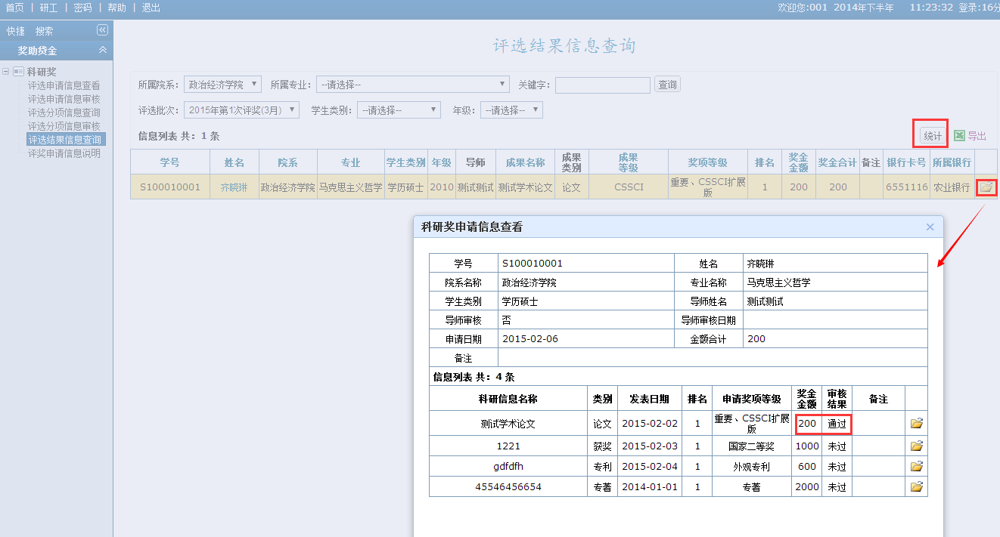 首页 | 研工 | 密码 | 帮助 | 退出
欢迎您:001 2014年下半年 11:23:32 登录:16分
快捷 搜索
奖助贷金
科研奖
评选申请信息查看
评选申请信息审核
评选分项信息查询
评选分项信息审核
评选结果信息查询
评奖申请信息说明
评选结果信息查询
所属院系: 政治经济学院 所属专业: --请选择-- 关键字: 查询
评选批次: 2015年第1次评奖(3月) 学生类别: --请选择-- 年级: --请选择--
信息列表 共: 1 条 统计 导出
学号 姓名 院系 专业 学生类别 年级 导师 成果名称 成果类别 成果等级 奖项等级 排名 奖金金额 奖金合计 备注 银行卡号 所属银行
S100010001 齐晓琳 政治经济学院 马克思主义哲学 学历硕士 2010 测试测试 测试学术论文 论文 CSSCI 重要、CSSCI扩展版 1 200 200 6551116 农业银行
科研奖申请信息查看
学号 S100010001 姓名 齐晓琳
院系名称 政治经济学院 专业名称 马克思主义哲学
学生类别 学历硕士 导师姓名 测试测试
导师审核 否 导师审核日期
申请日期 2015-02-06 金额合计 200
备注
信息列表 共: 4 条
科研信息名称 类别 发表日期 排名 申请奖项等级 奖金金额 审核结果 备注
测试学术论文 论文 2015-02-02 1 重要、CSSCI扩展版 200 通过
1221 获奖 2015-02-03 1 国家二等奖 1000 未过
gdfdfh 专利 2015-02-04 1 外观专利 600 未过
45546456654 专著 2014-01-01 1 专著 2000 未过